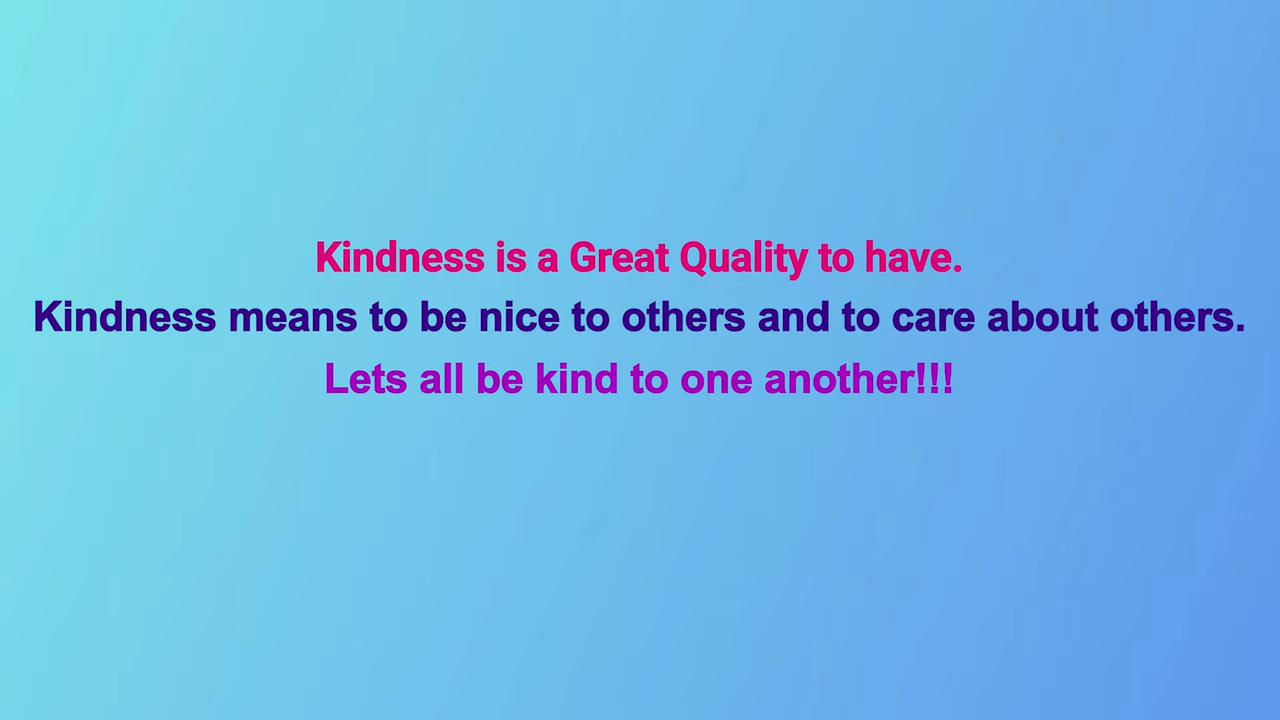 Kindness is a Great Quality to have.
Kindness means to be nice to others and to care about others.
Lets all be kind to one another!!!